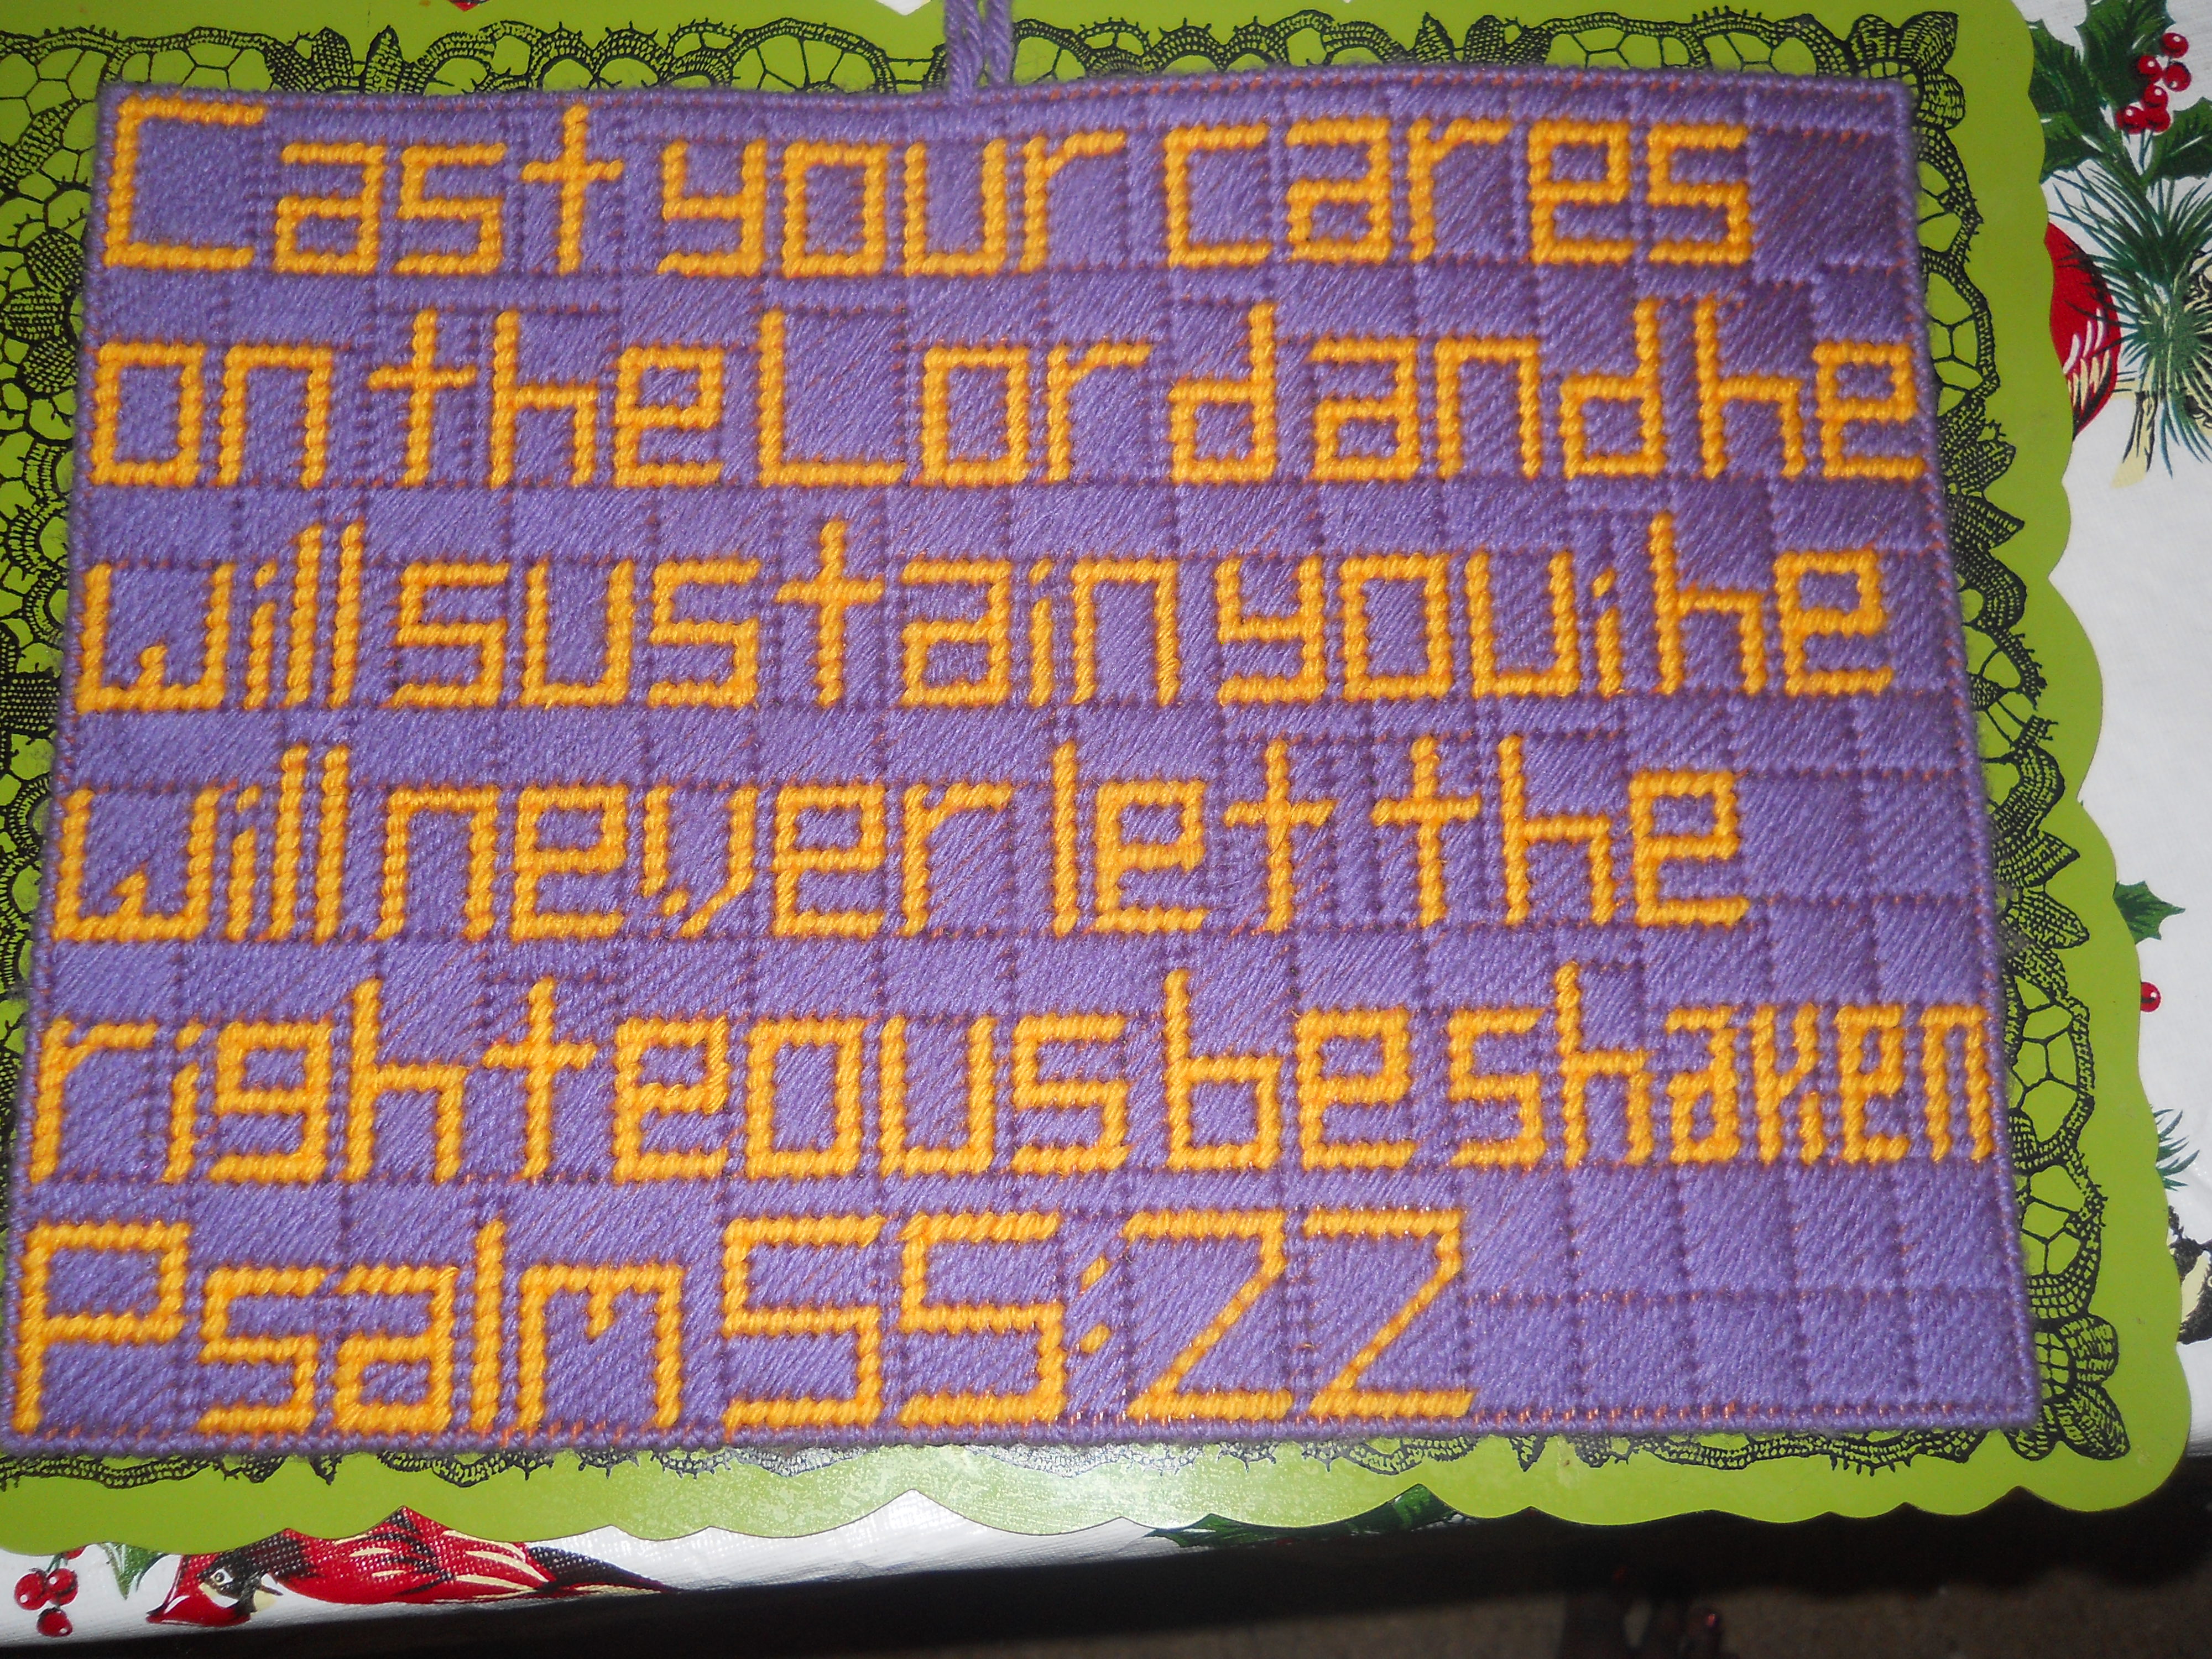 Cast your cares
on the Lord and he
will sustain you; he
will never let the
righteous be shaken
Psalm 55:22